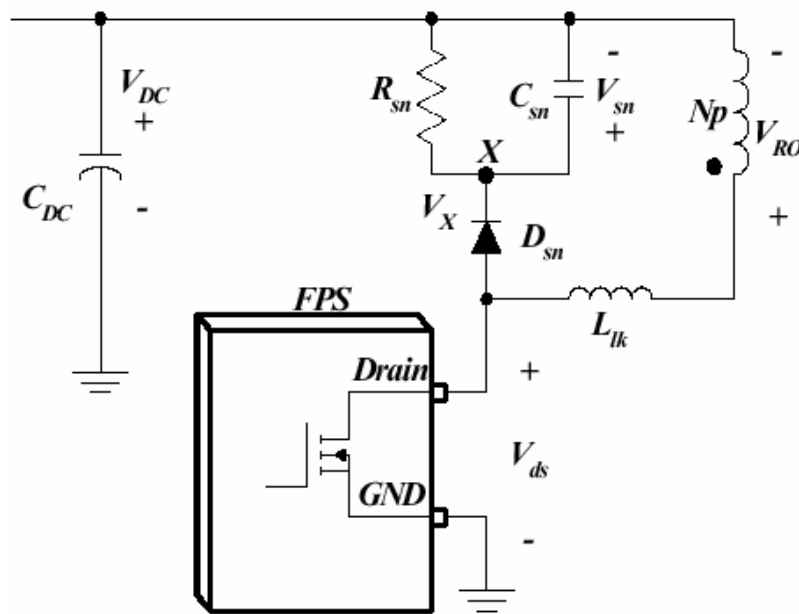 V_DC
+
C_DC
-
R_sn
C_sn
-
V_sn
+
Np
-
V_RO
+
X
V_X
D_sn
L_lk
FPS
Drain
GND
+
V_ds
-